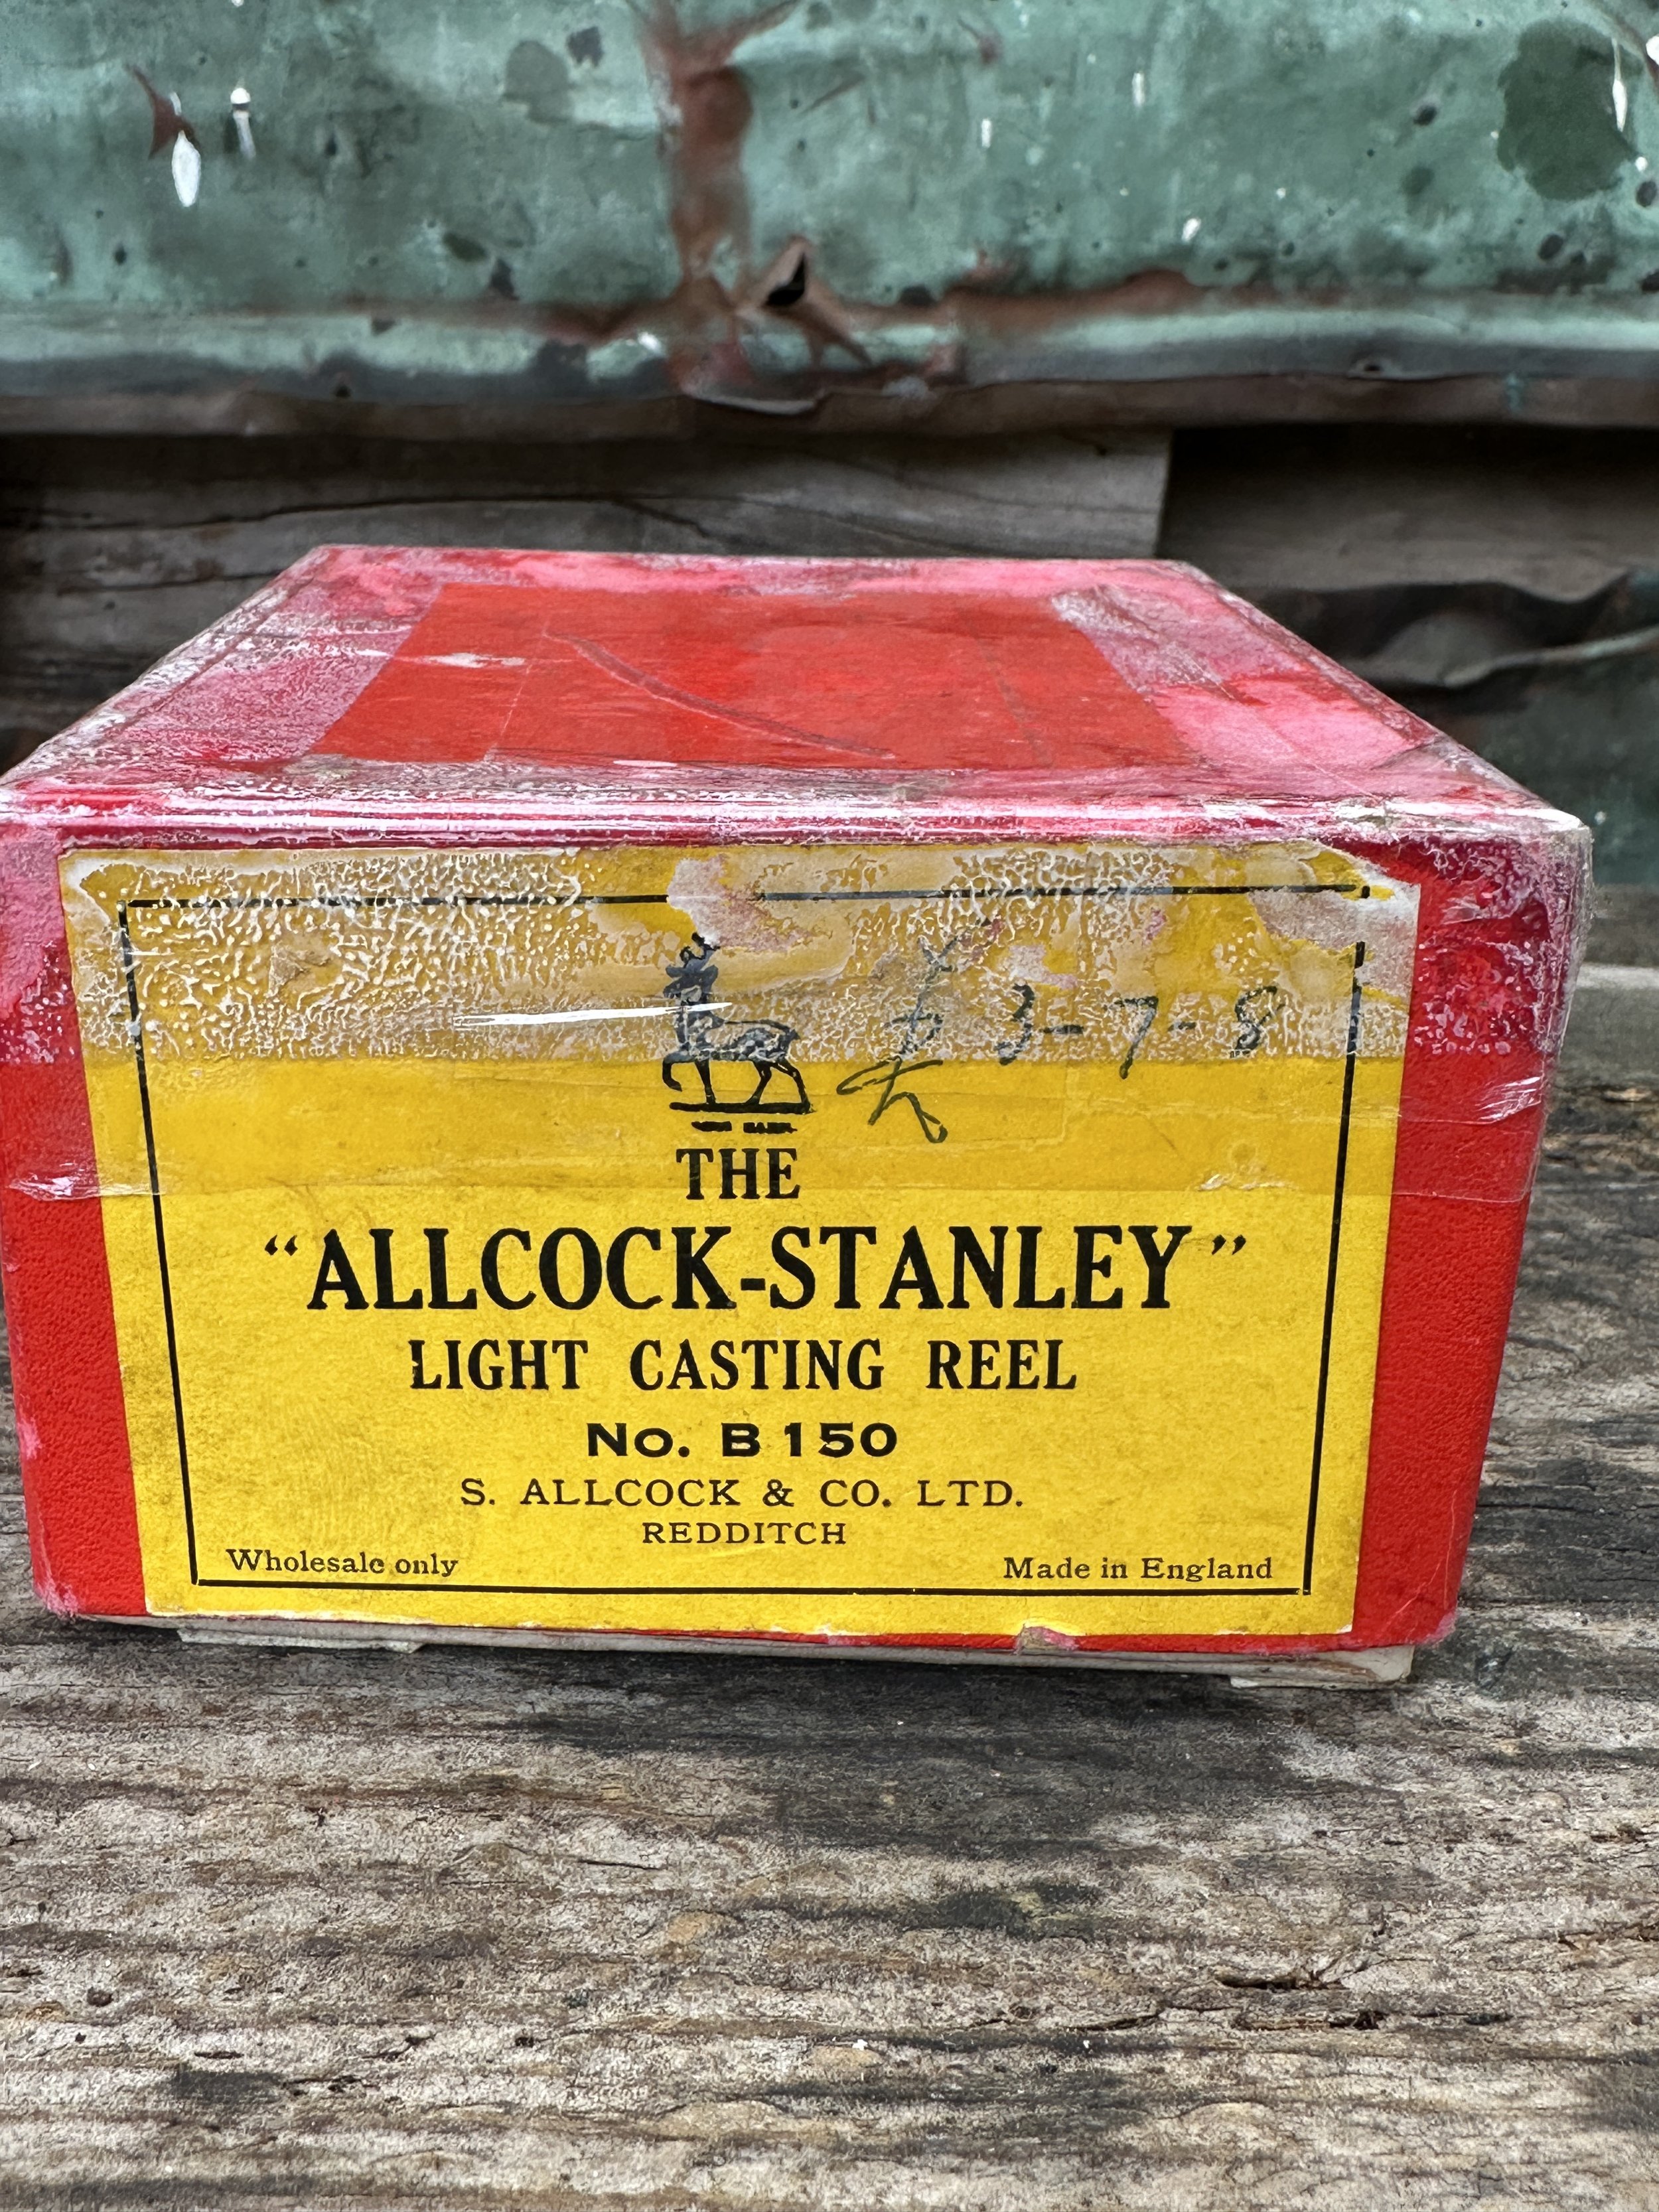 3-7-8
THE
“ALLCOCK-STANLEY”
LIGHT CASTING REEL
No. B 150
S. ALLCOCK & CO. LTD.
REDDITCH
Wholesale only
Made in England